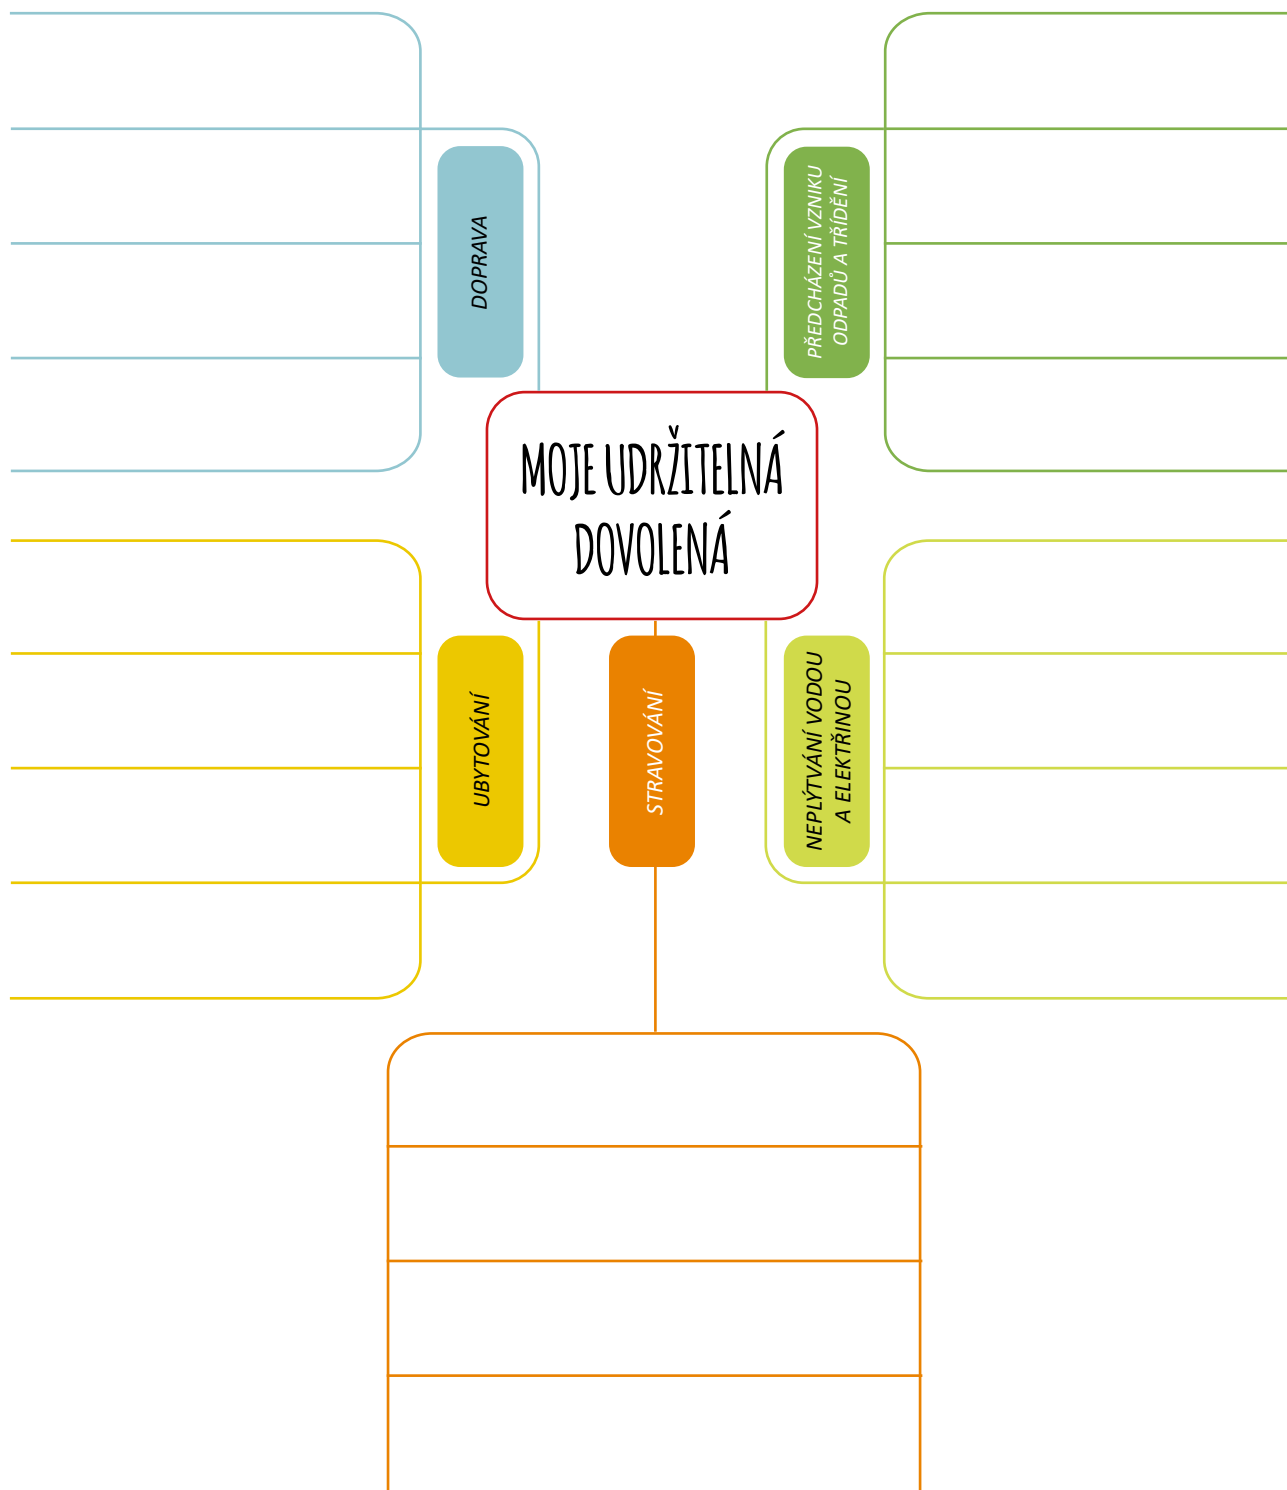 DOPRAVA
PŘEDCHÁZENÍ VZNIKU
ODPADŮ A TŘÍDĚNÍ
MOJE UDRŽITELNÁ
DOVOLENÁ
UBYTOVÁNÍ
STRAVOVÁNÍ
NEPLÝTVÁNÍ VODOU
A ELEKTŘINOU